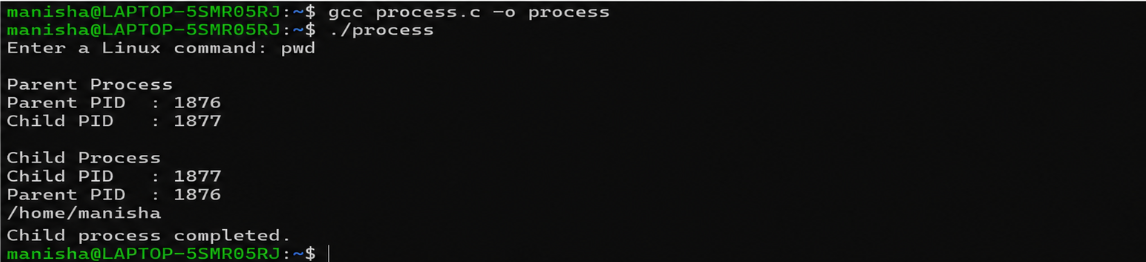 manisha@LAPTOP-5SMR05RJ:~$ gcc process.c -o process
manisha@LAPTOP-5SMR05RJ:~$ ./process
Enter a Linux command: pwd
Parent Process
Parent PID  : 1876
Child PID   : 1877
Child Process
Child PID   : 1877
Parent PID  : 1876
/home/manisha
Child process completed.
manisha@LAPTOP-5SMR05RJ:~$